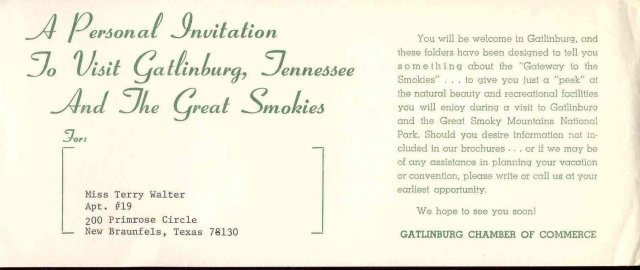 A Personal Invitation
To Visit Gatlinburg, Tennessee
And The Great Smokies
For:
Miss Terry Walter
Apt. #19
200 Primrose Circle
New Braunfels, Texas 78130
You will be welcome in Gatlinburg, and
these folders have been designed to tell you
something about the "Gateway to the
Smokies" . . . to give you just a "peek" at
the natural beauty and recreational facilities
you will enjoy during a visit to Gatlinburg
and the Great Smoky Mountains National
Park. Should you desire information not in-
cluded in our brochures . . . or if we may be
of any assistance in planning your vacation
or convention, please write or call us at your
earliest opportunity.
We hope to see you soon!
GATLINBURG CHAMBER OF COMMERCE